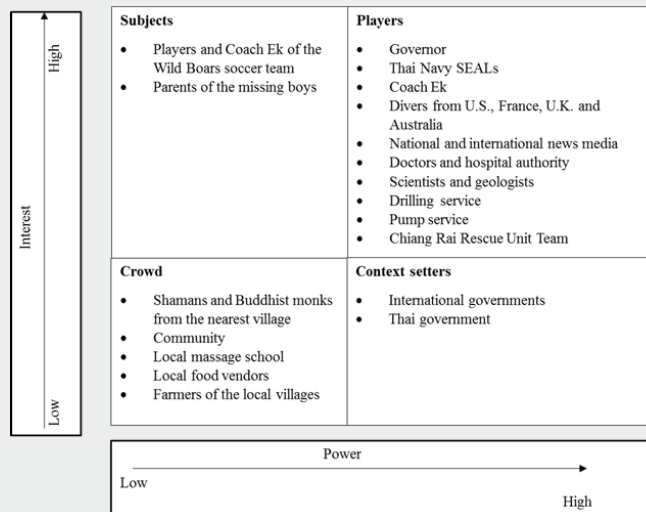 High
Interest
Low
Subjects
• Players and Coach Ek of the
Wild Boars soccer team
• Parents of the missing boys
Players
• Governor
• Thai Navy SEALs
• Coach Ek
• Divers from U.S., France, U.K. and
Australia
• National and international news media
• Doctors and hospital authority
• Scientists and geologists
• Drilling service
• Pump service
• Chiang Rai Rescue Unit Team
Crowd
• Shamans and Buddhist monks
from the nearest village
• Community
• Local massage school
• Local food vendors
• Farmers of the local villages
Context setters
• International governments
• Thai government
Power
Low
High